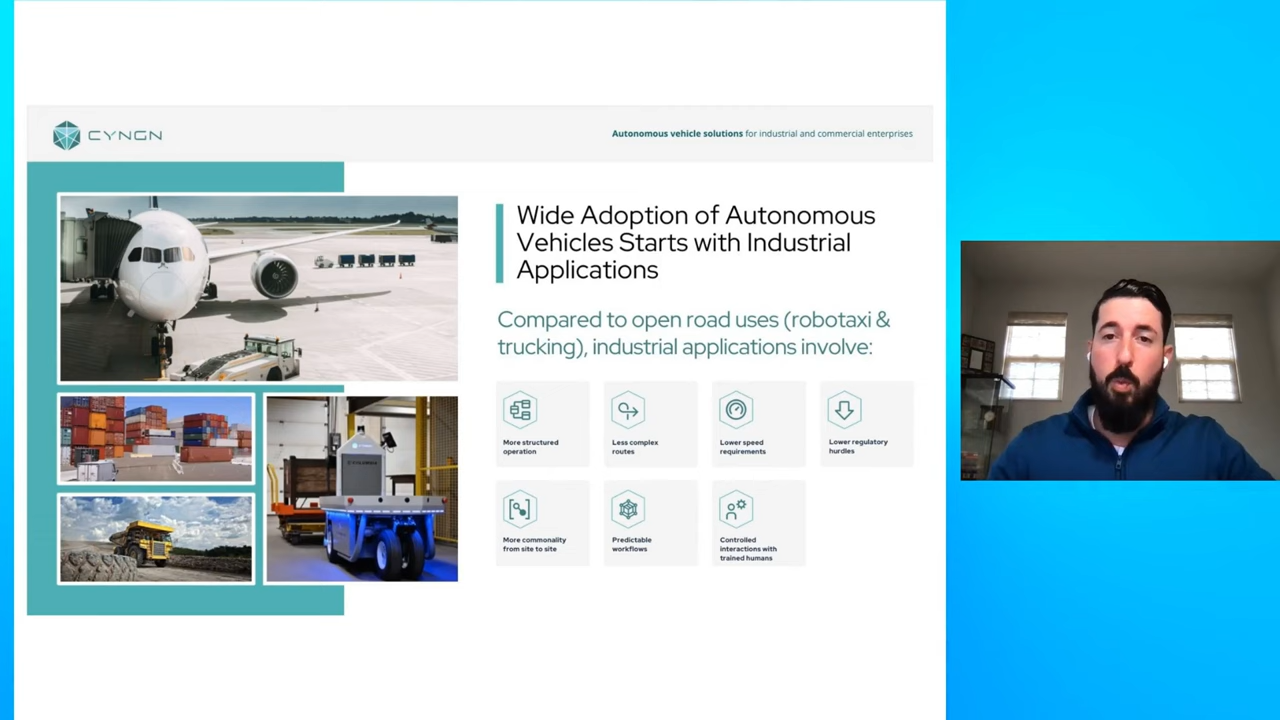 CYNGN
Autonomous vehicle solutions for industrial and commercial enterprises
Wide Adoption of Autonomous
Vehicles Starts with Industrial
Applications
Compared to open road uses (robotaxi &
trucking), industrial applications involve:
More structured
operation
Less complex
routes
Lower speed
requirements
Lower regulatory
hurdles
More commonality
from site to site
Predictable
workflows
Controlled
interactions with
trained humans